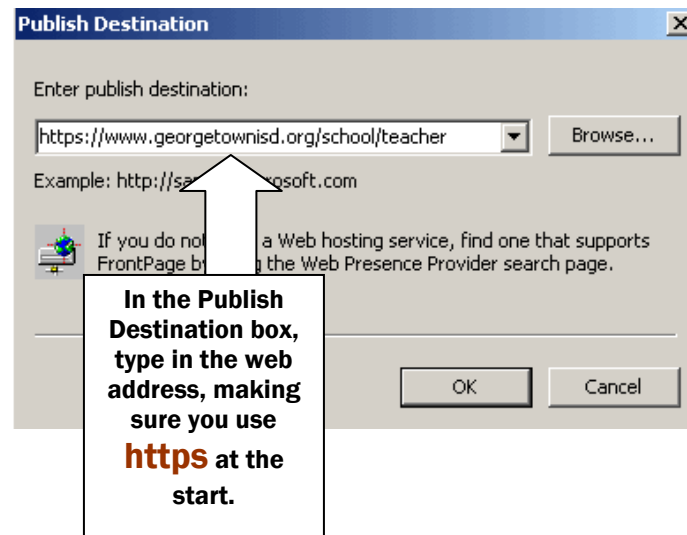 Publish Destination
Enter publish destination:
https://www.georgetownisd.org/school/teacher
Browse...
Example: http://sa rosoft.com
If you do not a Web hosting service, find one that supports
FrontPage b the Web Presence Provider search page.
In the Publish
Destination box,
type in the web
address, making
sure you use
https at the
start.
OK
Cancel